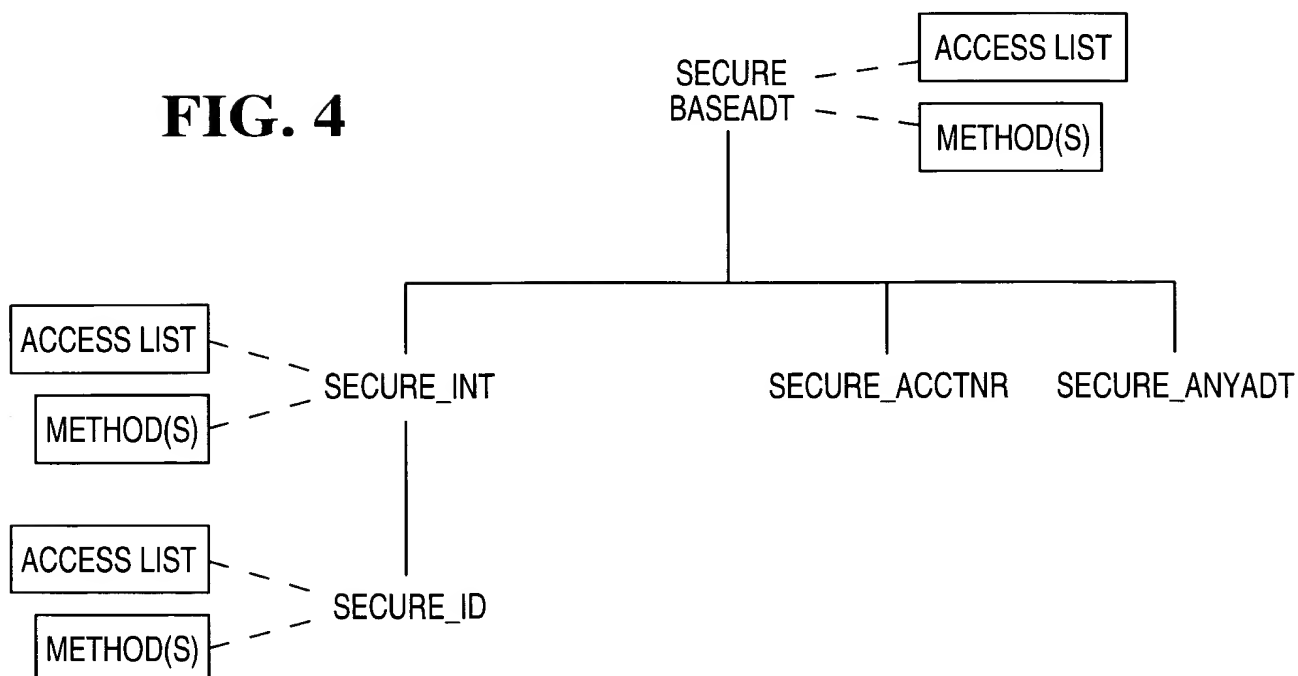 FIG. 4
SECURE
BASEADT
ACCESS LIST
METHOD(S)
ACCESS LIST
METHOD(S)
SECURE_INT
SECURE_ACCTNR
SECURE_ANYADT
ACCESS LIST
METHOD(S)
SECURE_ID